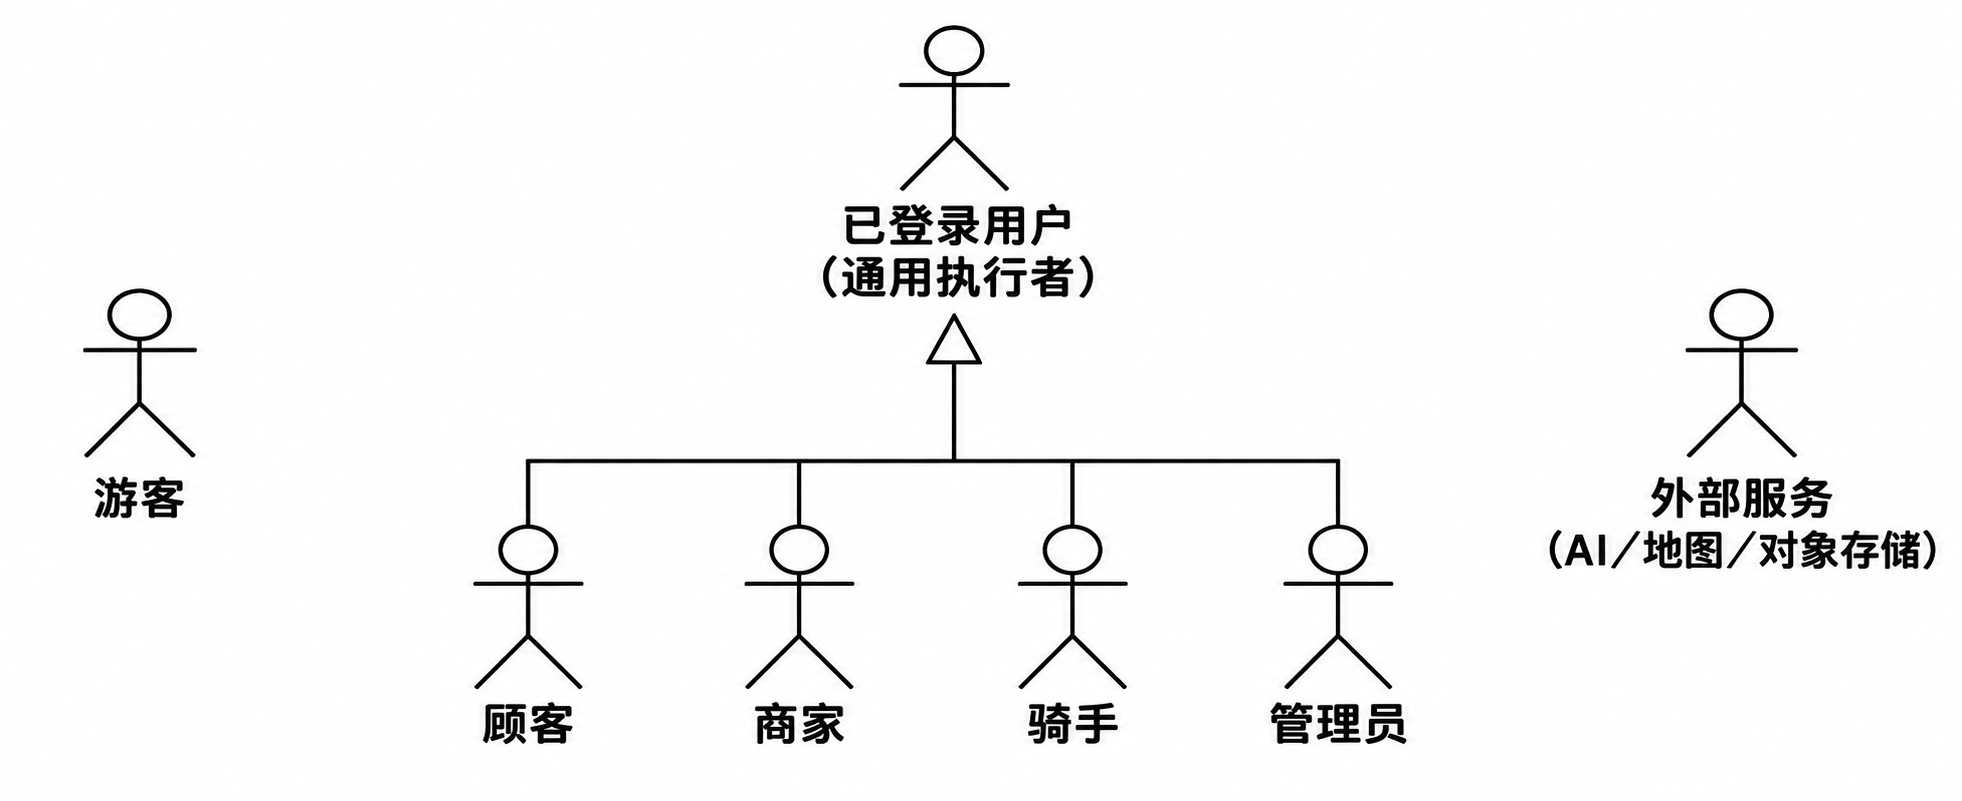 已登录用户
（通用执行者）
游客
外部服务
（AI／地图／对象存储）
顾客
商家
骑手
管理员